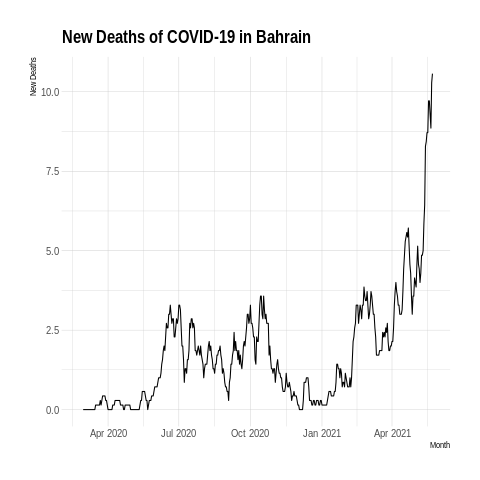 New Deaths of COVID-19 in Bahrain
New Deaths
10.0
7.5
5.0
2.5
0.0
Apr 2020 Jul 2020 Oct 2020 Jan 2021 Apr 2021
Month